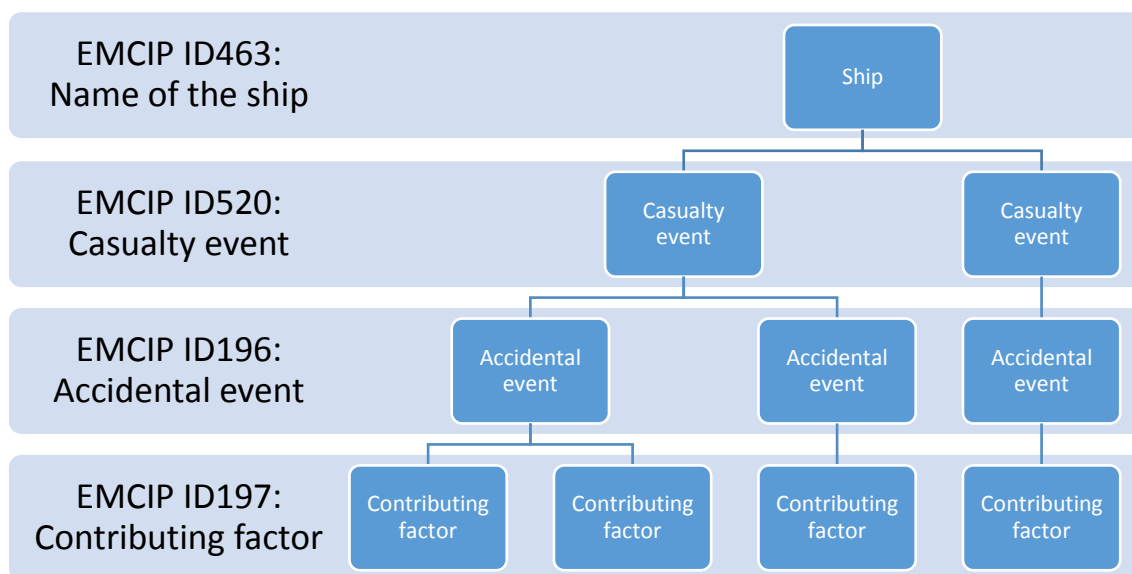 EMCIP ID463:
Name of the ship
Ship
EMCIP ID520:
Casualty event
Casualty
event
Casualty
event
EMCIP ID196:
Accidental event
Accidental
event
Accidental
event
Accidental
event
EMCIP ID197:
Contributing factor
Contributing
factor
Contributing
factor
Contributing
factor
Contributing
factor